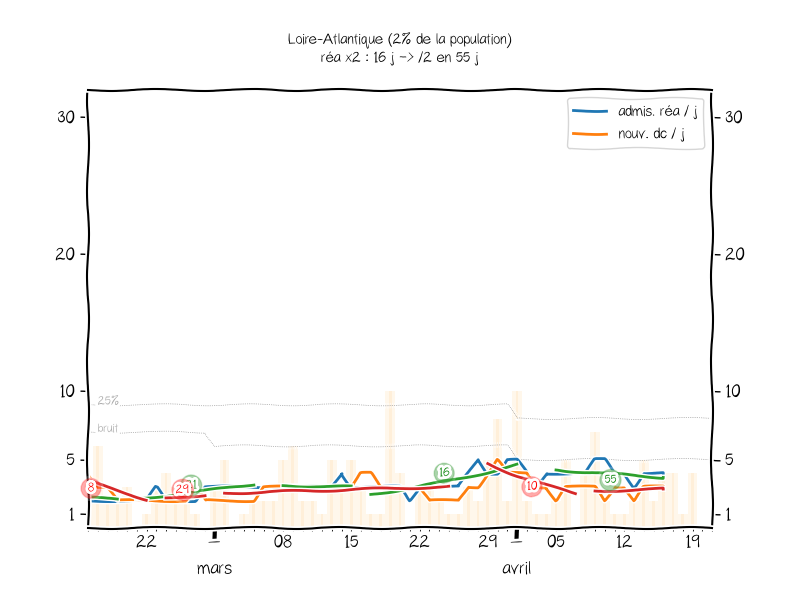 Loire-Atlantique (2% de la population)
réa x2 : 16 j -> /2 en 55 j
admis. réa / j
nouv. dc / j
30 30
20 20
10 10
25%
bruit
5 5
16
55
8 29 21 10
1 1
22 1 08 15 22 29 1 05 12 19
mars avril